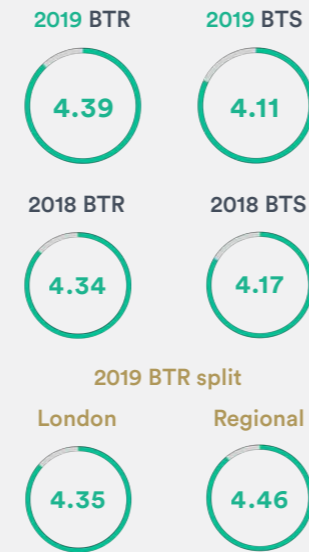 2019 BTR 2019 BTS
4.39 4.11
2018 BTR 2018 BTS
4.34 4.17
2019 BTR split
London Regional
4.35 4.46